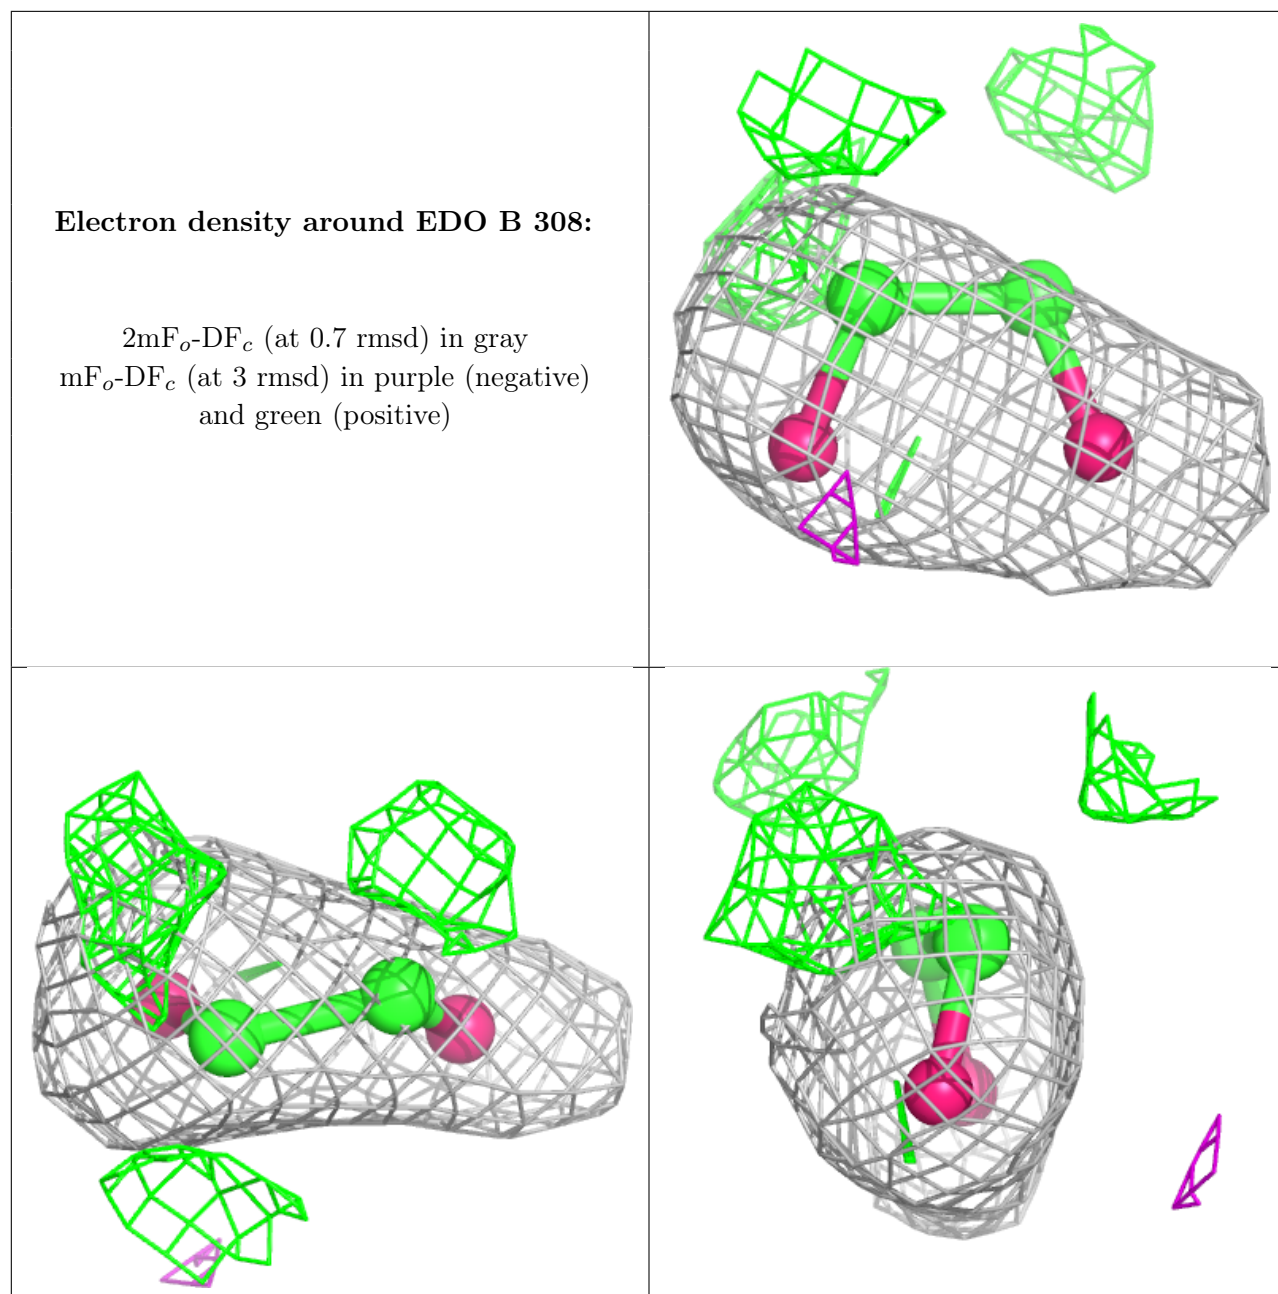 Electron density around EDO B 308:
2mFo-DFc (at 0.7 rmsd) in gray
mFo-DFc (at 3 rmsd) in purple (negative)
and green (positive)